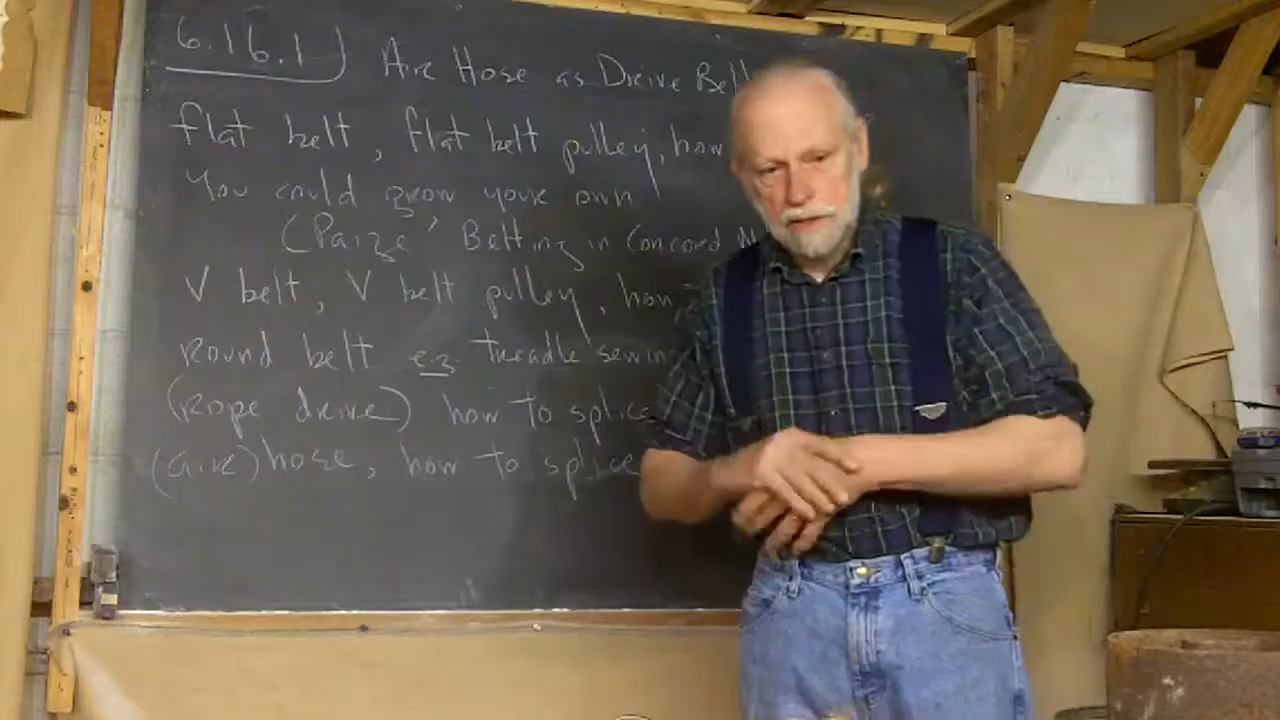 6.16.1) Air Hose as Drive Belt
flat belt, flat belt pulley, how
You could grow your own
(Paige' Belting in Concord N
V belt, V belt pulley, how
Round belt e.g. treadle sewin
(Rope drive) how to splice
(air) hose, how to splice